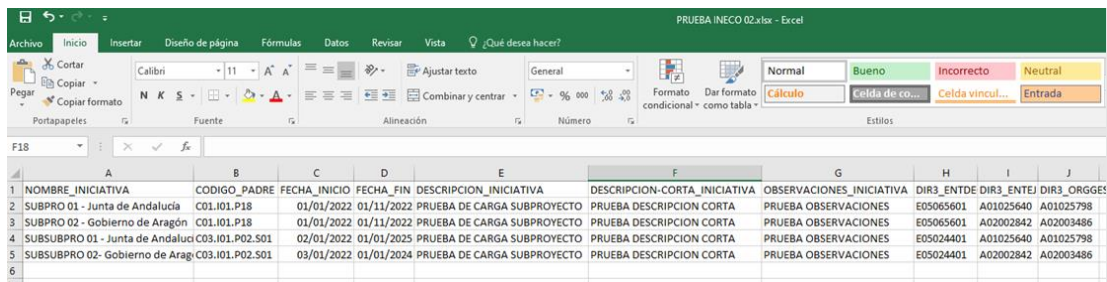 PRUEBA INECO 02.xlsx - Excel
Archivo Inicio Insertar Diseño de página Fórmulas Datos Revisar Vista ¿Qué desea hacer?
Cortar
Copiar
Copiar formato
Pegar
Calibri 11 A A
N K S
Ajustar texto
Combinar y centrar
General
% 000
Formato condicional
Dar formato como tabla
Normal Bueno Incorrecto Neutral
Cálculo Celda de co... Celda vincul... Entrada
Portapapeles Fuente Alineación Número Estilos
F18 fx
A B C D E F G H I J
1 NOMBRE_INICIATIVA CODIGO_PADRE FECHA_INICIO FECHA_FIN DESCRIPCION_INICIATIVA DESCRIPCION-CORTA_INICIATIVA OBSERVACIONES_INICIATIVA DIR3_ENTDE DIR3_ENTEJ DIR3_ORGGES
2 SUBPRO 01 - Junta de Andalucía C01.I01.P18 01/01/2022 01/11/2022 PRUEBA DE CARGA SUBPROYECTO PRUEBA DESCRIPCION CORTA PRUEBA OBSERVACIONES E05065601 A01025640 A01025798
3 SUBPRO 02 - Gobierno de Aragón C01.I01.P18 01/01/2022 01/11/2022 PRUEBA DE CARGA SUBPROYECTO PRUEBA DESCRIPCION CORTA PRUEBA OBSERVACIONES E05065601 A02002842 A02003486
4 SUBSUBPRO 01 - Junta de Andaluc C03.I01.P02.S01 02/01/2022 01/01/2025 PRUEBA DE CARGA SUBPROYECTO PRUEBA DESCRIPCION CORTA PRUEBA OBSERVACIONES E05024401 A01025640 A01025798
5 SUBSUBPRO 02- Gobierno de Arag C03.I01.P02.S01 03/01/2022 01/01/2024 PRUEBA DE CARGA SUBPROYECTO PRUEBA DESCRIPCION CORTA PRUEBA OBSERVACIONES E05024401 A02002842 A02003486
6